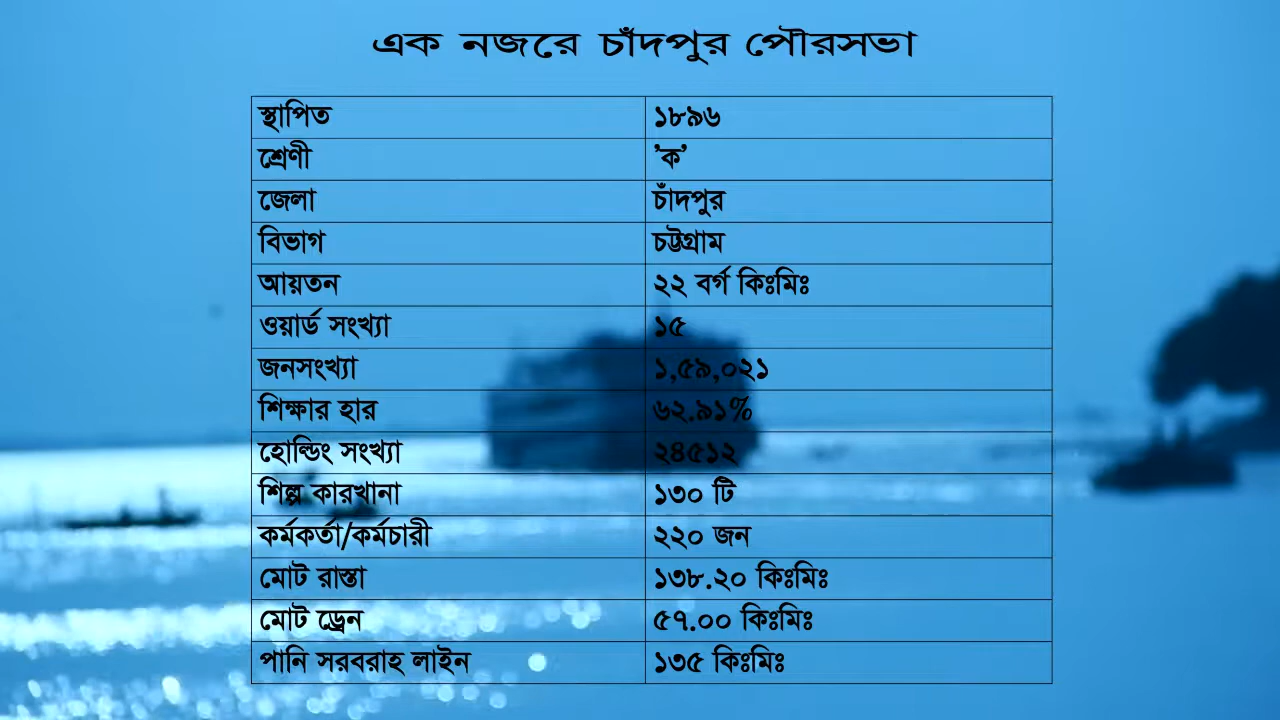 এক নজরে চাঁদপুর পৌরসভা
স্থাপিত ১৮৯৬
শ্রেণী 'ক'
জেলা চাঁদপুর
বিভাগ চট্টগ্রাম
আয়তন ২২ বর্গ কিঃমিঃ
ওয়ার্ড সংখ্যা ১৫
জনসংখ্যা ১,৫৯,০২১
শিক্ষার হার ৬২.৯১%
হোল্ডিং সংখ্যা ২৪৫১২
শিল্প কারখানা ১৩০ টি
কর্মকর্তা/কর্মচারী ২২০ জন
মোট রাস্তা ১৩৮.২০ কিঃমিঃ
মোট ড্রেন ৫৭.০০ কিঃমিঃ
পানি সরবরাহ লাইন ১৩৫ কিঃমিঃ